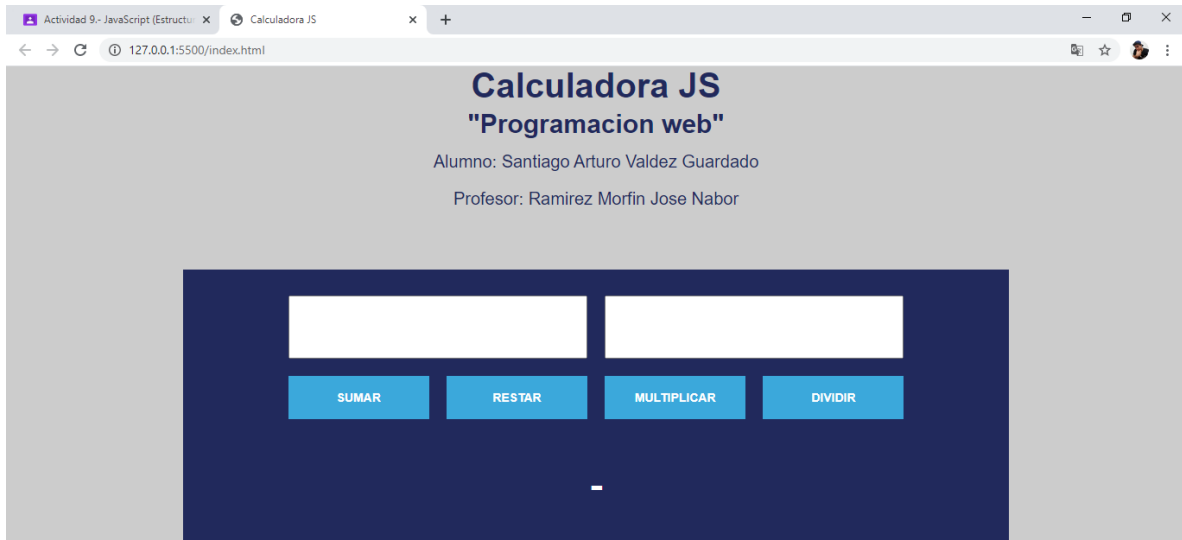 Actividad 9.- JavaScript (Estructu
Calculadora JS
127.0.0.1:5500/index.html
Calculadora JS
"Programacion web"
Alumno: Santiago Arturo Valdez Guardado
Profesor: Ramirez Morfin Jose Nabor
SUMAR RESTAR MULTIPLICAR DIVIDIR
-